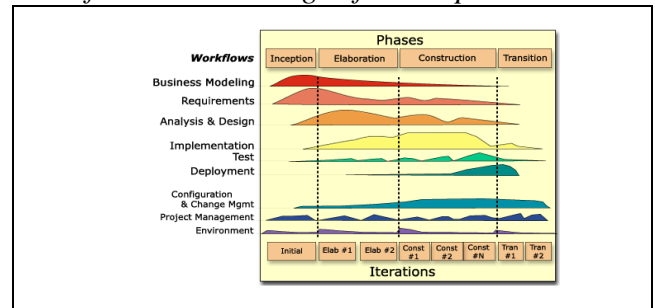 Phases
Workflows Inception Elaboration Construction Transition
Business Modeling
Requirements
Analysis & Design
Implementation
Test
Deployment
Configuration
& Change Mgmt
Project Management
Environment
Initial Elab #1 Elab #2 Const #1 Const #2 Const #N Tran #1 Tran #2
Iterations